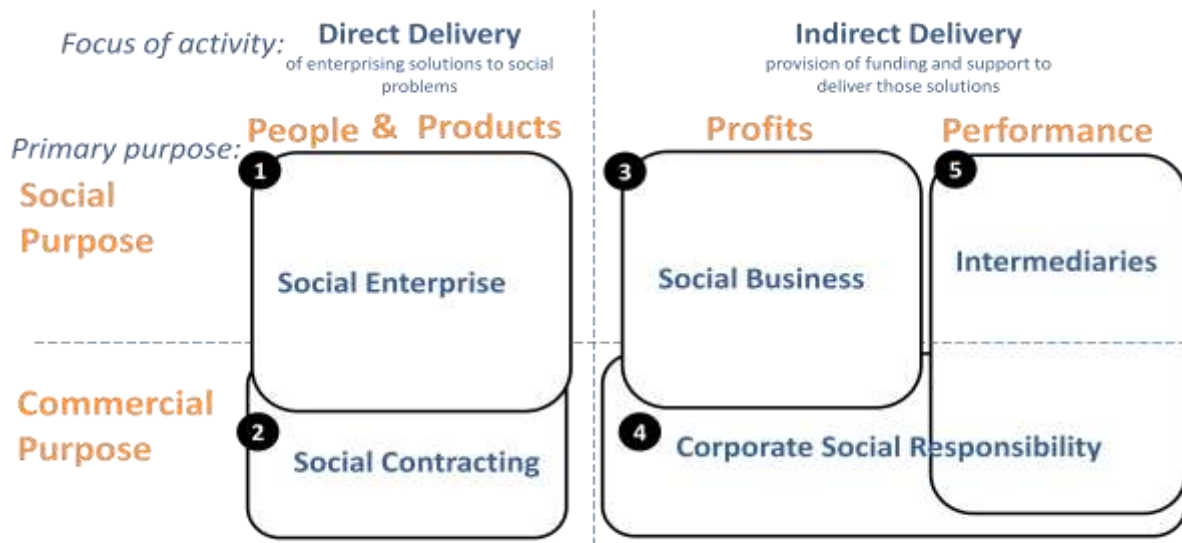 Focus of activity: Direct Delivery Indirect Delivery
of enterprising solutions to social provision of funding and support to
problems deliver those solutions
People & Products Profits Performance
Primary purpose:
1 3 5
Social
Purpose
Social Enterprise Social Business Intermediaries
Commercial
Purpose
2 4
Social Contracting Corporate Social Responsibility